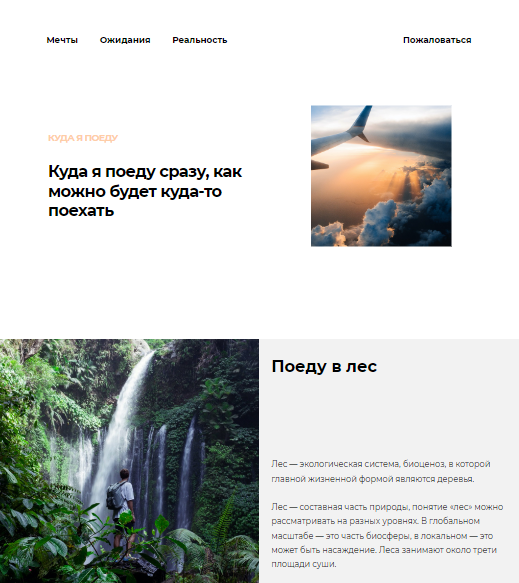 Мечты Ожидания Реальность Пожаловаться
КУДА Я ПОЕДУ
Куда я поеду сразу, как
можно будет куда-то
поехать
Поеду в лес
Лес — экологическая система, биоценоз, в которой
главной жизненной формой являются деревья.
Лес — составная часть природы, понятие «лес» можно
рассматривать на разных уровнях. В глобальном
масштабе — это часть биосферы, в локальном — это
может быть насаждение. Леса занимают около трети
площади суши.